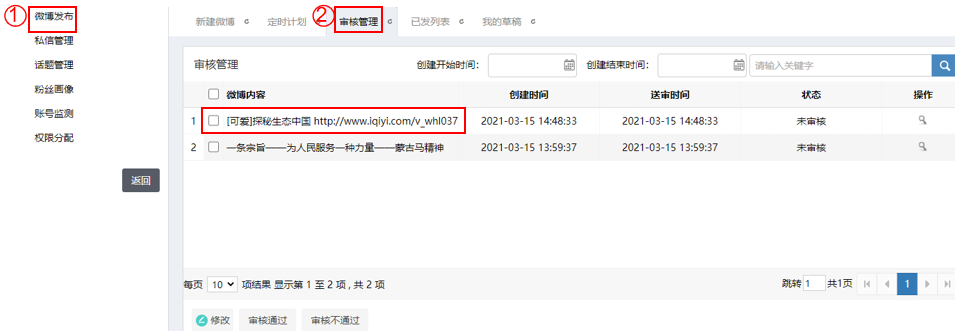 ① 微博发布
私信管理
话题管理
粉丝画像
账号监测
权限分配
返回
新建微博 定时计划 ② 审核管理 已发列表 我的草稿
审核管理 创建开始时间： 创建结束时间： 请输入关键字
微博内容 创建时间 送审时间 状态 操作
1 [可爱]探秘生态中国 http://www.iqiyi.com/v_whl037 2021-03-15 14:48:33 2021-03-15 14:48:33 未审核
2 一条宗旨——为人民服务一种力量——蒙古马精神 2021-03-15 13:59:37 2021-03-15 13:59:37 未审核
每页 10 项结果 显示第 1 至 2 项 , 共 2 项 跳转 1 共1页 1
修改 审核通过 审核不通过